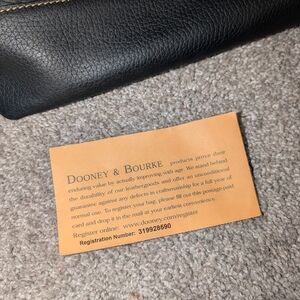 DOONEY & BOURKE products prove their
enduring value by actually improving with age. We stand behind
the durability of our leathergoods and offer an unconditional
guarantee against any defects in craftsmanship for a full year of
normal use. To register your bag, please fill out this postage-paid
card and drop it in the mail at your earliest convenience.
Register online: www.dooney.com/register
Registration Number: 319928590